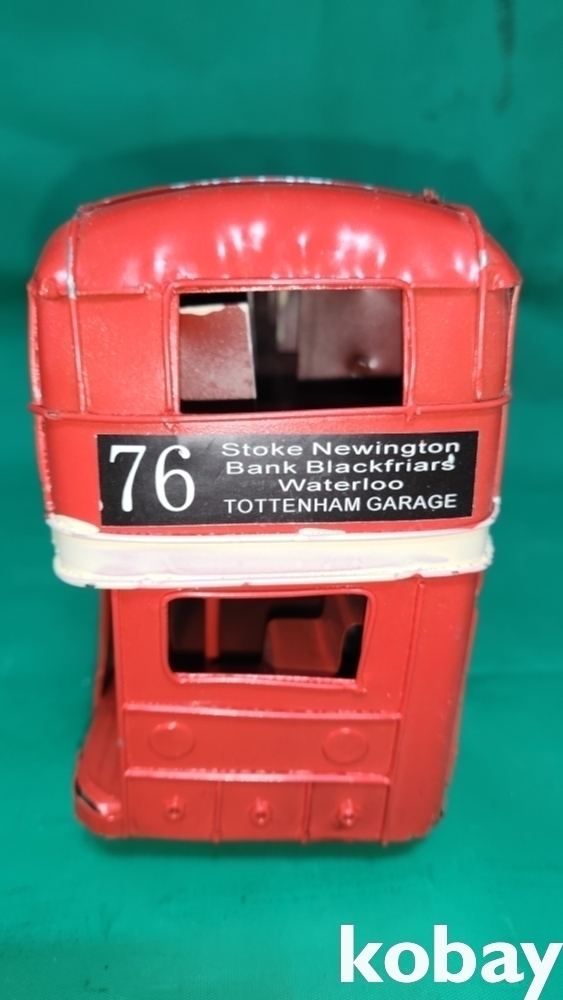 76
Stoke Newington
Bank Blackfriars
Waterloo
TOTTENHAM GARAGE
kobay